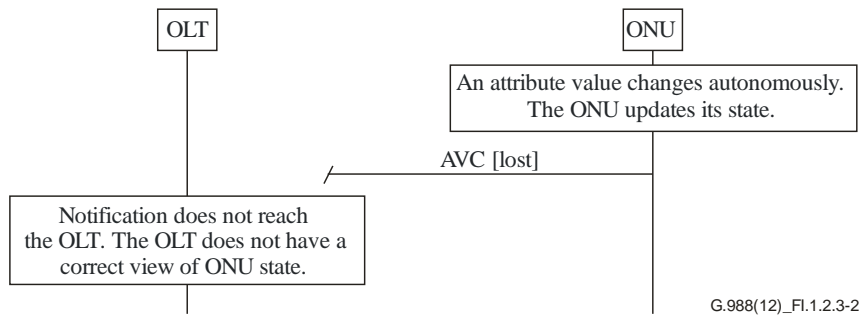 OLT
ONU
An attribute value changes autonomously.
The ONU updates its state.
AVC [lost]
Notification does not reach
the OLT. The OLT does not have a
correct view of ONU state.
G.988(12)_FI.1.2.3-2